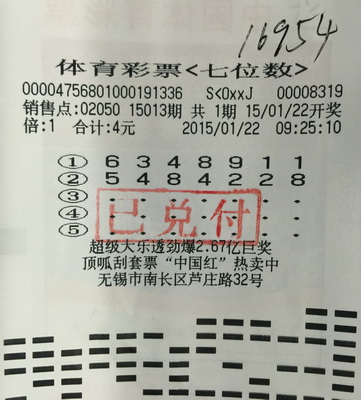 16954
体育彩票<七位数>
00004756801000191336 S<0xxJ 00008319
销售点:02050 15013期 共 1期 15/01/22开奖
倍:1 合计:4元 2015/01/22 09:25:10
① 6 3 4 8 9 1 1
② 5 4 8 4 2 2 8
③ - - - - - - -
④ - - - - - - -
⑤ - - - - - - -
已兑付
超级大乐透劲爆2.67亿巨奖
顶呱刮套票“中国红”热卖中
无锡市南长区芦庄路32号